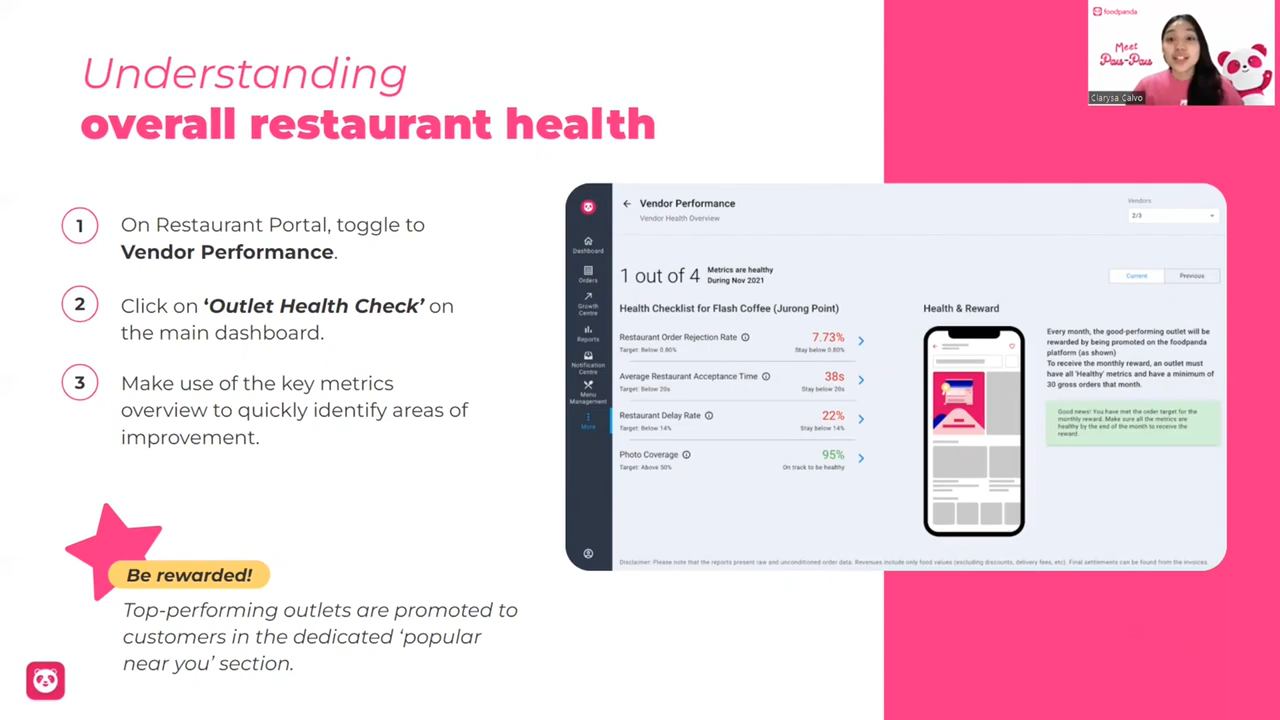 Understanding
overall restaurant health
1
On Restaurant Portal, toggle to
Vendor Performance.
2
Click on ‘Outlet Health Check’ on
the main dashboard.
3
Make use of the key metrics
overview to quickly identify areas of
improvement.
Be rewarded!
Top-performing outlets are promoted to
customers in the dedicated ‘popular
near you’ section.
foodpanda
Meet
Pau-Pau
Clarysa Calvo
Dashboard
Orders
Growth
Centre
Reports
Notification
Centre
Menu
Management
More
Vendor Performance
Vendor Health Overview
Vendors
2/3
1 out of 4
Metrics are healthy
During Nov 2021
Current
Previous
Health Checklist for Flash Coffee (Jurong Point)
Restaurant Order Rejection Rate
7.73%
Target: Below 0.80%
Stay below 0.80%
Average Restaurant Acceptance Time
38s
Target: Below 20s
Stay below 20s
Restaurant Delay Rate
22%
Target: Below 14%
Stay below 14%
Photo Coverage
95%
Target: Above 50%
On track to be healthy
Health & Reward
Every month, the good-performing outlet will be
rewarded by being promoted on the foodpanda
platform (as shown)
To receive the monthly reward, an outlet must
have all 'Healthy' metrics and have a minimum of
30 gross orders that month.
Good news! You have met the order target for the
monthly reward. Make sure all the metrics are
healthy by the end of the month to receive the
reward.
Disclaimer: Please note that the reports present raw and unconditioned order data. Revenues include only food values (excluding discounts, delivery fees, etc). Final settlements can be found from the invoices.